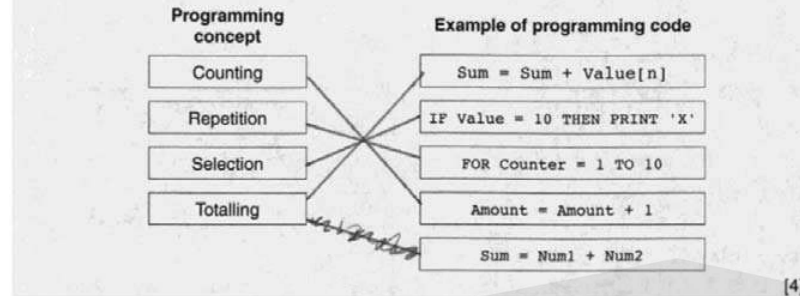 Programming
concept
Example of programming code
Counting
Sum = Sum + Value[n]
Repetition
IF Value = 10 THEN PRINT 'X'
Selection
FOR Counter = 1 TO 10
Totalling
Amount = Amount + 1
Sum = Num1 + Num2
[4